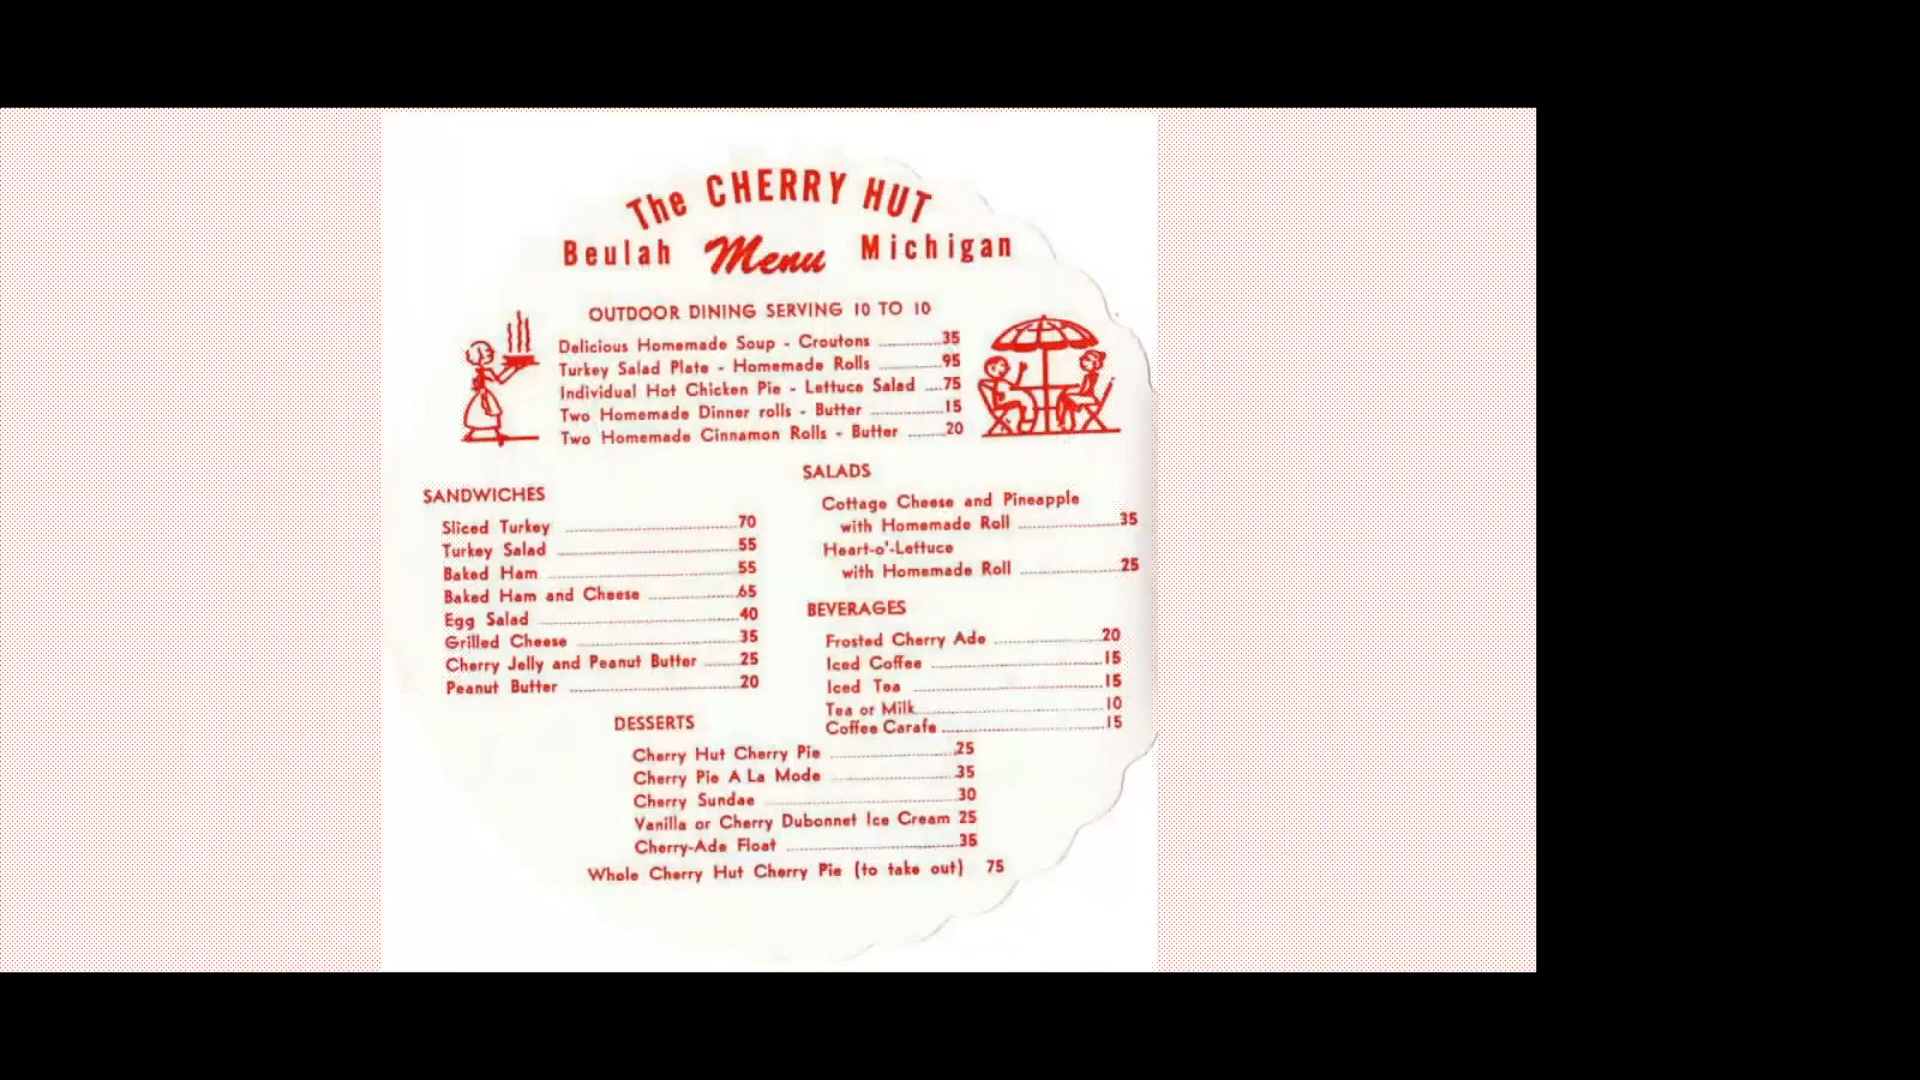 The CHERRY HUT
Beulah Menu Michigan
OUTDOOR DINING SERVING 10 TO 10
Delicious Homemade Soup - Croutons ............35
Turkey Salad Plate - Homemade Rolls ............95
Individual Hot Chicken Pie - Lettuce Salad ....75
Two Homemade Dinner rolls - Butter ............15
Two Homemade Cinnamon Rolls - Butter ........20
SANDWICHES
Sliced Turkey ............70
Turkey Salad ............55
Baked Ham ............55
Baked Ham and Cheese ............65
Egg Salad ............40
Grilled Cheese ............35
Cherry Jelly and Peanut Butter ........25
Peanut Butter ............20
SALADS
Cottage Cheese and Pineapple
with Homemade Roll ............35
Heart-o'-Lettuce
with Homemade Roll ............25
BEVERAGES
Frosted Cherry Ade ............20
Iced Coffee ............15
Iced Tea ............15
Tea or Milk ............10
Coffee Carafe ............15
DESSERTS
Cherry Hut Cherry Pie ............25
Cherry Pie A La Mode ............35
Cherry Sundae ............30
Vanilla or Cherry Dubonnet Ice Cream 25
Cherry-Ade Float ............35
Whole Cherry Hut Cherry Pie (to take out) 75